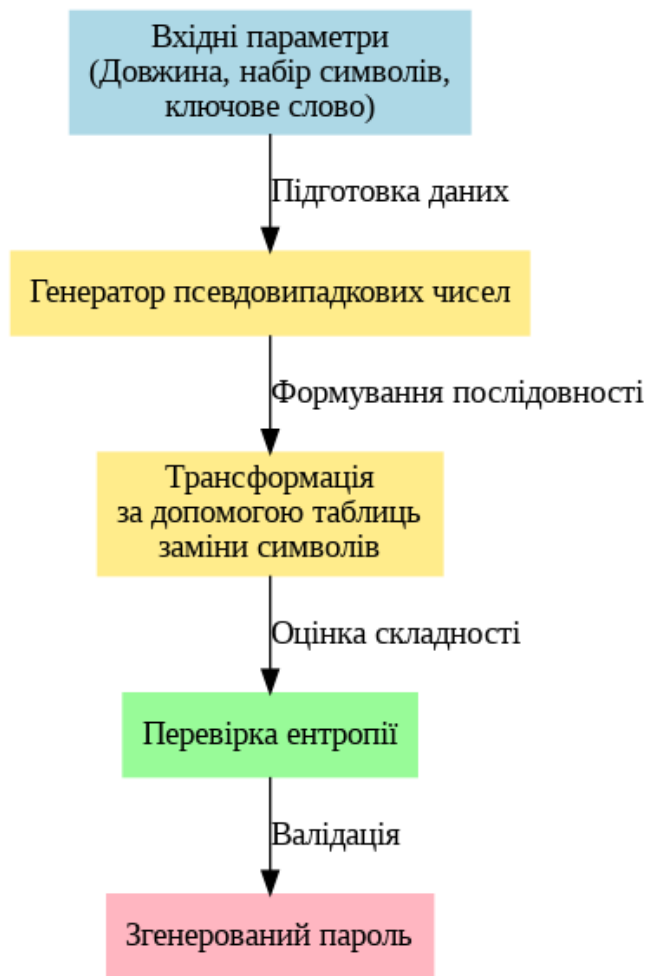 Вхідні параметри
(Довжина, набір символів,
ключове слово)
Підготовка даних
Генератор псевдовипадкових чисел
Формування послідовності
Трансформація
за допомогою таблиць
заміни символів
Оцінка складності
Перевірка ентропії
Валідація
Згенерований пароль